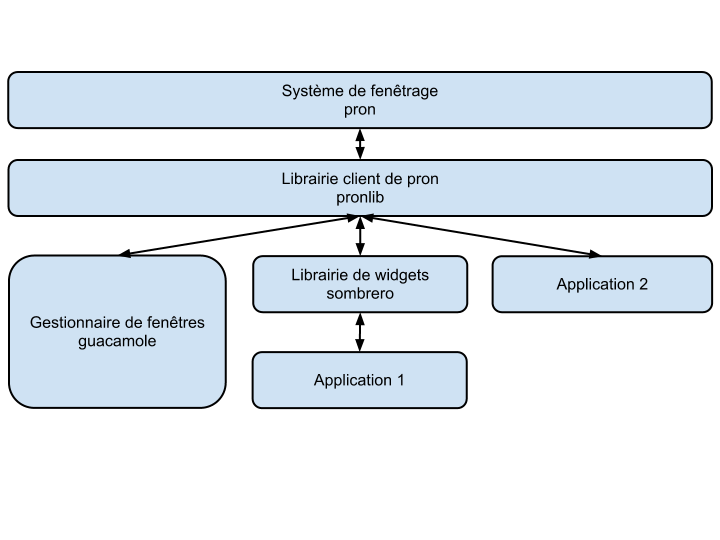 Système de fenêtrage
pron
Librairie client de pron
pronlib
Gestionnaire de fenêtres
guacamole
Librairie de widgets
sombrero
Application 2
Application 1